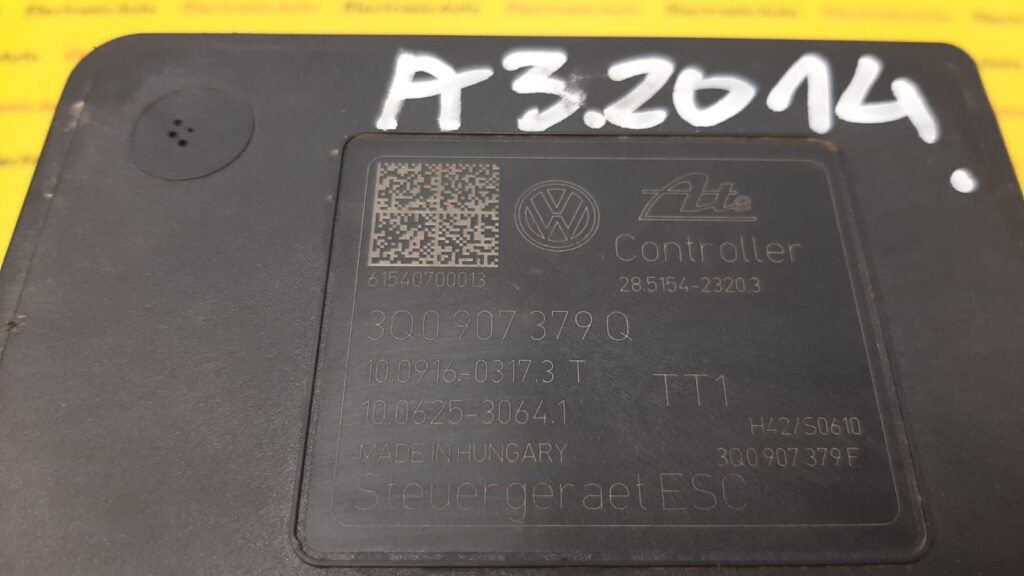 A3.2014.
Ate
Controller
61540700013
28.5154-2320.3
3Q0 907 379 Q
10.0916-0317.3 T
TT1
10.0625-3064.1
H42/S0610
MADE IN HUNGARY
3Q0 907 379 F
Steuergeraet ESC